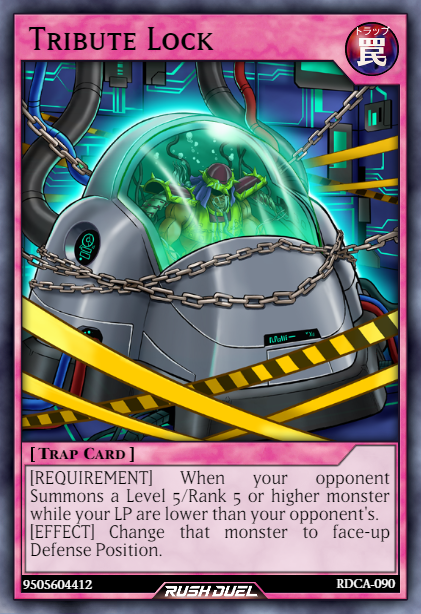 Tribute Lock
トラップ
罠
[ Trap Card ]
[REQUIREMENT] When your opponent
Summons a Level 5/Rank 5 or higher monster
while your LP are lower than your opponent's.
[EFFECT] Change that monster to face-up
Defense Position.
9505604412
RUSH DUEL
RDCA-090